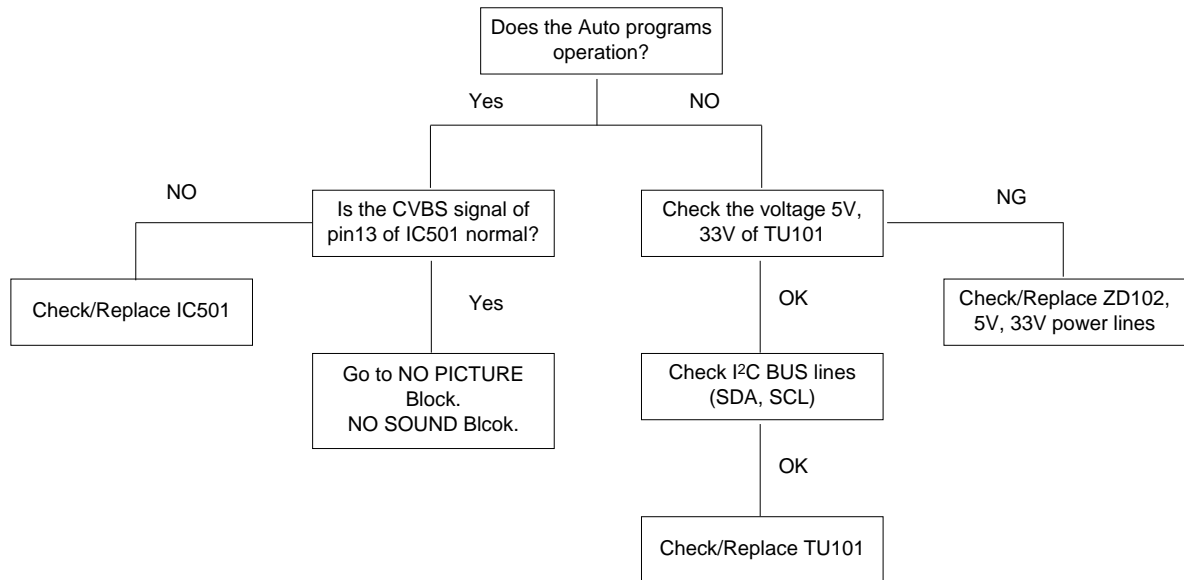 Does the Auto programs
operation?
Yes
NO
NO
Is the CVBS signal of
pin13 of IC501 normal?
Check the voltage 5V,
33V of TU101
NG
Check/Replace IC501
Yes
OK
Check/Replace ZD102,
5V, 33V power lines
Go to NO PICTURE
Block.
NO SOUND Blcok.
Check I²C BUS lines
(SDA, SCL)
OK
Check/Replace TU101